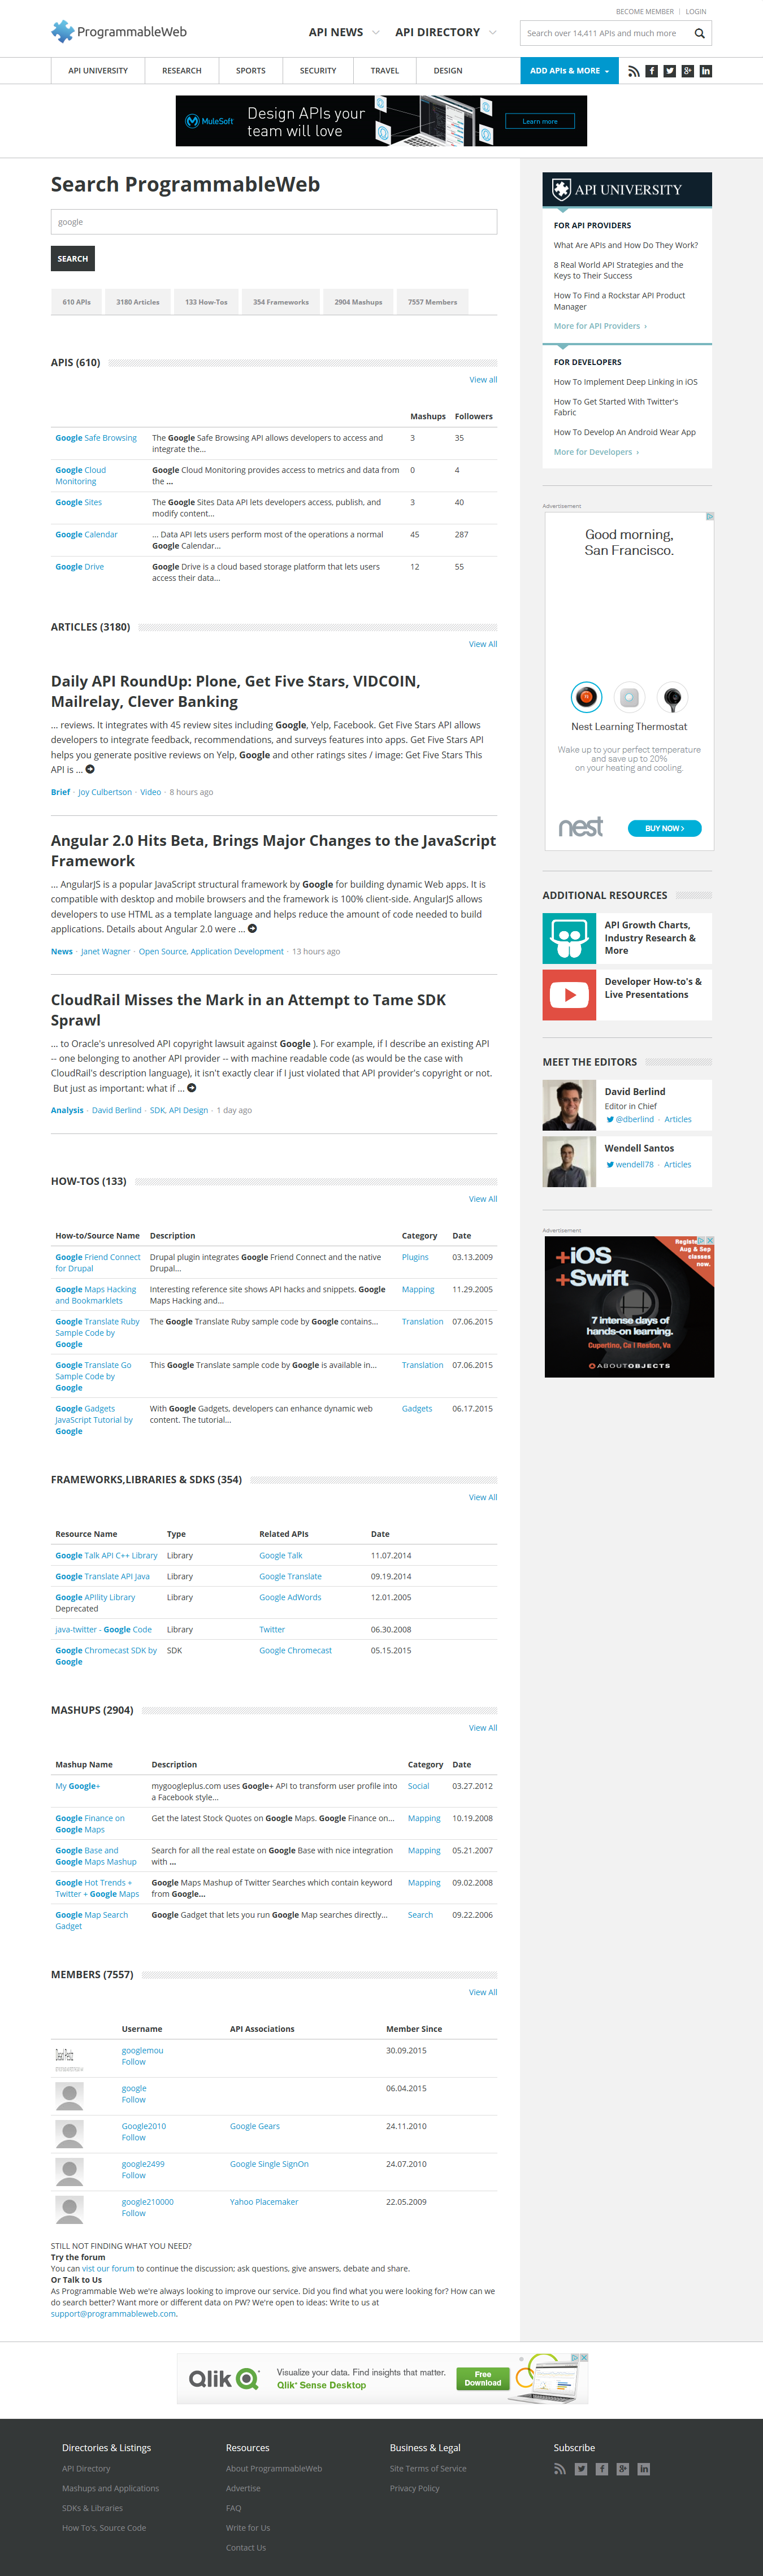 BECOME MEMBER | LOGIN
ProgrammableWeb
API NEWS
API DIRECTORY
Search over 14,411 APIs and much more
API UNIVERSITY
RESEARCH
SPORTS
SECURITY
TRAVEL
DESIGN
ADD APIs & MORE
MuleSoft
Design APIs your
team will love
Learn more
Search ProgrammableWeb
google
SEARCH
610 APIs
3180 Articles
133 How-Tos
354 Frameworks
2904 Mashups
7557 Members
APIS (610)
View all
Mashups Followers
Google Safe Browsing The Google Safe Browsing API allows developers to access and 3 35
integrate the...
Google Cloud Google Cloud Monitoring provides access to metrics and data from 0 4
Monitoring the ...
Google Sites The Google Sites Data API lets developers access, publish, and 3 40
modify content...
Google Calendar ... Data API lets users perform most of the operations a normal 45 287
Google Calendar...
Google Drive Google Drive is a cloud based storage platform that lets users 12 55
access their data...
ARTICLES (3180)
View All
Daily API RoundUp: Plone, Get Five Stars, VIDCOIN,
Mailrelay, Clever Banking
... reviews. It integrates with 45 review sites including Google, Yelp, Facebook. Get Five Stars API allows
developers to integrate feedback, recommendations, and surveys features into apps. Get Five Stars API
helps you generate positive reviews on Yelp, Google and other ratings sites / image: Get Five Stars This
API is ...
Brief · Joy Culbertson · Video · 8 hours ago
Angular 2.0 Hits Beta, Brings Major Changes to the JavaScript
Framework
... AngularJS is a popular JavaScript structural framework by Google for building dynamic Web apps. It is
compatible with desktop and mobile browsers and the framework is 100% client-side. AngularJS allows
developers to use HTML as a template language and helps reduce the amount of code needed to build
applications. Details about Angular 2.0 were ...
News · Janet Wagner · Open Source, Application Development · 13 hours ago
CloudRail Misses the Mark in an Attempt to Tame SDK
Sprawl
... to Oracle's unresolved API copyright lawsuit against Google ). For example, if I describe an existing API
-- one belonging to another API provider -- with machine readable code (as would be the case with
CloudRail's description language), it isn't exactly clear if I just violated that API provider's copyright or not.
But just as important: what if ...
Analysis · David Berlind · SDK, API Design · 1 day ago
HOW-TOS (133)
View All
How-to/Source Name Description Category Date
Google Friend Connect Drupal plugin integrates Google Friend Connect and the native Plugins 03.13.2009
for Drupal Drupal...
Google Maps Hacking Interesting reference site shows API hacks and snippets. Google Mapping 11.29.2005
and Bookmarklets Maps Hacking and...
Google Translate Ruby The Google Translate Ruby sample code by Google contains... Translation 07.06.2015
Sample Code by
Google
Google Translate Go This Google Translate sample code by Google is available in... Translation 07.06.2015
Sample Code by
Google
Google Gadgets With Google Gadgets, developers can enhance dynamic web Gadgets 06.17.2015
JavaScript Tutorial by content. The tutorial...
Google
FRAMEWORKS,LIBRARIES & SDKS (354)
View All
Resource Name Type Related APIs Date
Google Talk API C++ Library Library Google Talk 11.07.2014
Google Translate API Java Library Google Translate 09.19.2014
Google APIlity Library Library Google AdWords 12.01.2005
Deprecated
java-twitter - Google Code Library Twitter 06.30.2008
Google Chromecast SDK by SDK Google Chromecast 05.15.2015
Google
MASHUPS (2904)
View All
Mashup Name Description Category Date
My Google+ mygoogleplus.com uses Google+ API to transform user profile into Social 03.27.2012
a Facebook style...
Google Finance on Get the latest Stock Quotes on Google Maps. Google Finance on... Mapping 10.19.2008
Google Maps
Google Base and Search for all the real estate on Google Base with nice integration Mapping 05.21.2007
Google Maps Mashup with ...
Google Hot Trends + Google Maps Mashup of Twitter Searches which contain keyword Mapping 09.02.2008
Twitter + Google Maps from Google...
Google Map Search Google Gadget that lets you run Google Map searches directly... Search 09.22.2006
Gadget
MEMBERS (7557)
View All
Username API Associations Member Since
googlemou 30.09.2015
Follow
google 06.04.2015
Follow
Google2010 Google Gears 24.11.2010
Follow
google2499 Google Single SignOn 24.07.2010
Follow
google210000 Yahoo Placemaker 22.05.2009
Follow
STILL NOT FINDING WHAT YOU NEED?
Try the forum
You can vist our forum to continue the discussion; ask questions, give answers, debate and share.
Or Talk to Us
As Programmable Web we're always looking to improve our service. Did you find what you were looking for? How can we
do search better? Want more or different data on PW? We're open to ideas: Write to us at
support@programmableweb.com.
API UNIVERSITY
FOR API PROVIDERS
What Are APIs and How Do They Work?
8 Real World API Strategies and the
Keys to Their Success
How To Find a Rockstar API Product
Manager
More for API Providers ›
FOR DEVELOPERS
How To Implement Deep Linking in iOS
How To Get Started With Twitter's
Fabric
How To Develop An Android Wear App
More for Developers ›
Advertisement
Good morning,
San Francisco.
Nest Learning Thermostat
Wake up to your perfect temperature
and save up to 20%
on your heating and cooling.
nest
BUY NOW >
ADDITIONAL RESOURCES
API Growth Charts,
Industry Research &
More
Developer How-to's &
Live Presentations
MEET THE EDITORS
David Berlind
Editor in Chief
@dberlind · Articles
Wendell Santos
wendell78 · Articles
Advertisement
+iOS
+Swift
Aug & Sep
classes
now.
7 intense days of
hands-on learning.
Cupertino, Ca | Reston, Va
ABOUTOBJECTS
Qlik Q
Visualize your data. Find insights that matter.
Qlik Sense Desktop
Free
Download
Directories & Listings
API Directory
Mashups and Applications
SDKs & Libraries
How To's, Source Code
Resources
About ProgrammableWeb
Advertise
FAQ
Write for Us
Contact Us
Business & Legal
Site Terms of Service
Privacy Policy
Subscribe